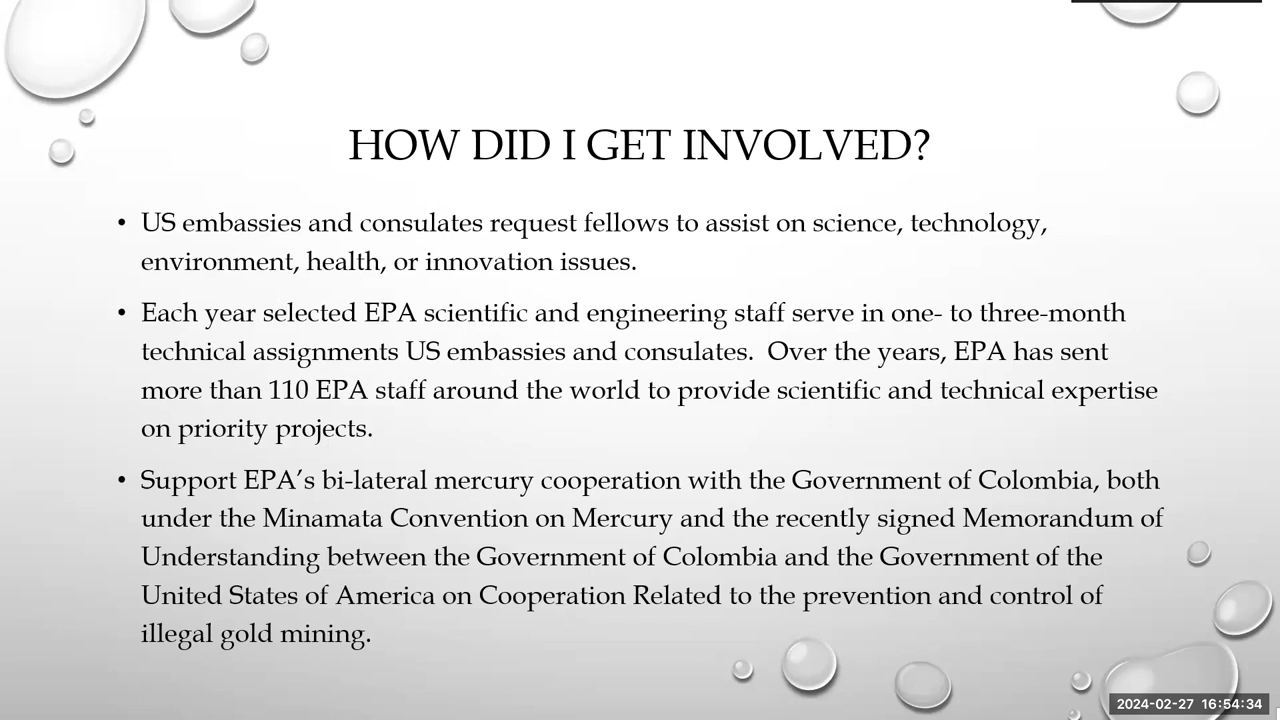 HOW DID I GET INVOLVED?
• US embassies and consulates request fellows to assist on science, technology,
environment, health, or innovation issues.
• Each year selected EPA scientific and engineering staff serve in one- to three-month
technical assignments US embassies and consulates.  Over the years, EPA has sent
more than 110 EPA staff around the world to provide scientific and technical expertise
on priority projects.
• Support EPA’s bi-lateral mercury cooperation with the Government of Colombia, both
under the Minamata Convention on Mercury and the recently signed Memorandum of
Understanding between the Government of Colombia and the Government of the
United States of America on Cooperation Related to the prevention and control of
illegal gold mining.
2024-02-27 16:54:34